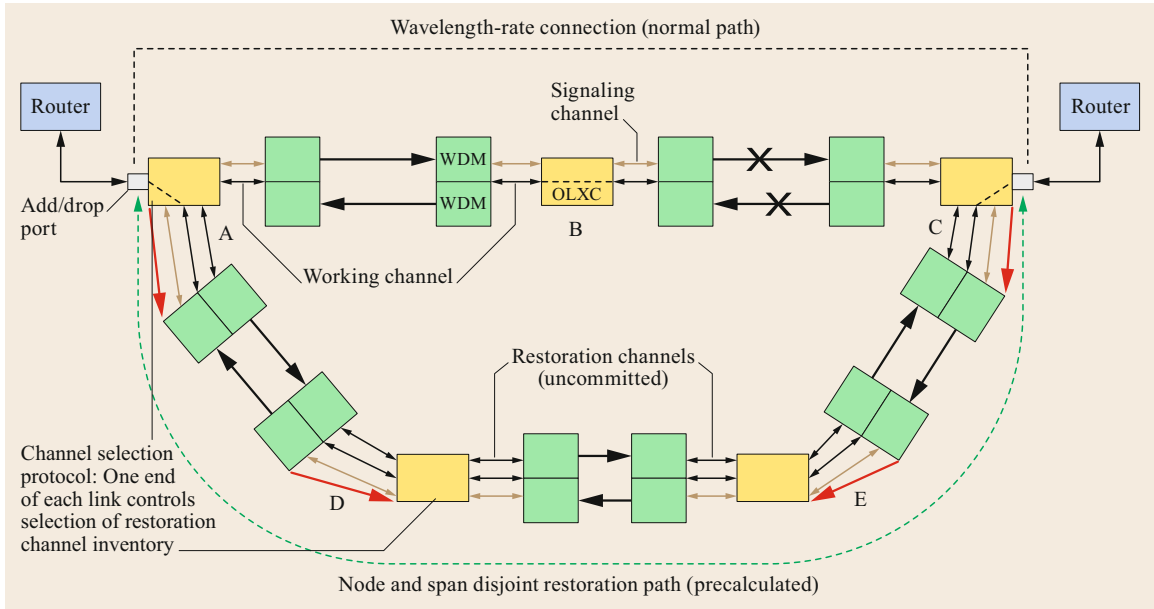 Wavelength-rate connection (normal path)
Router
Signaling
channel
Router
WDM
WDM
OLXC
Add/drop
port
A
B
C
Working channel
Restoration channels
(uncommitted)
Channel selection
protocol: One end
of each link controls
selection of restoration
channel inventory
D
E
Node and span disjoint restoration path (precalculated)